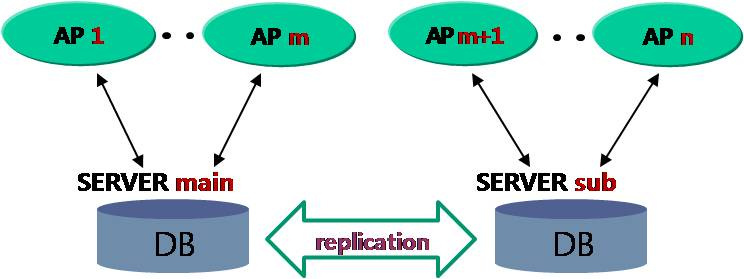 AP 1 • • AP m AP m+1 • • AP n
SERVER main SERVER sub
DB replication DB